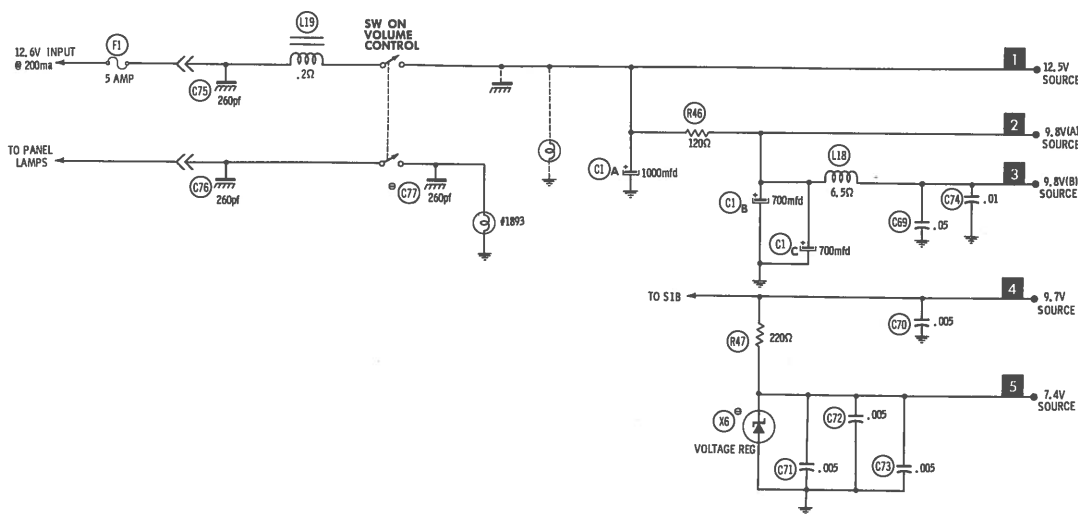 L19
SW ON
VOLUME
CONTROL
12.6V INPUT
@ 200ma
F1
5 AMP
C75
260pf
.2Ω
1
12.5V
SOURCE
R46
120Ω
2
9.8V(A)
SOURCE
TO PANEL
LAMPS
C76
260pf
⊖
C77
260pf
#1893
C1 A
1000mfd
L18
6.5Ω
3
9.8V(B)
SOURCE
C1 B
700mfd
C1 C
700mfd
C69
.05
C74
.01
TO S1B
4
9.7V
SOURCE
R47
220Ω
C70
.005
5
7.4V
SOURCE
X6
⊖
VOLTAGE REG
C71
.005
C72
.005
C73
.005